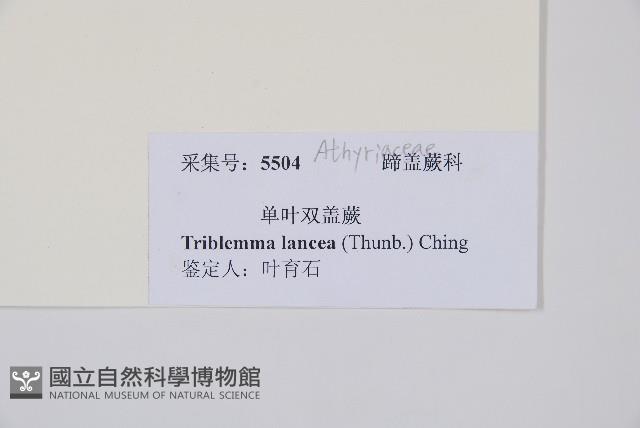 采集号：5504 Athyriaceae 蹄盖蕨科
单叶双盖蕨
Triblemma lancea (Thunb.) Ching
鉴定人：叶育石
國立自然科學博物館
NATIONAL MUSEUM OF NATURAL SCIENCE